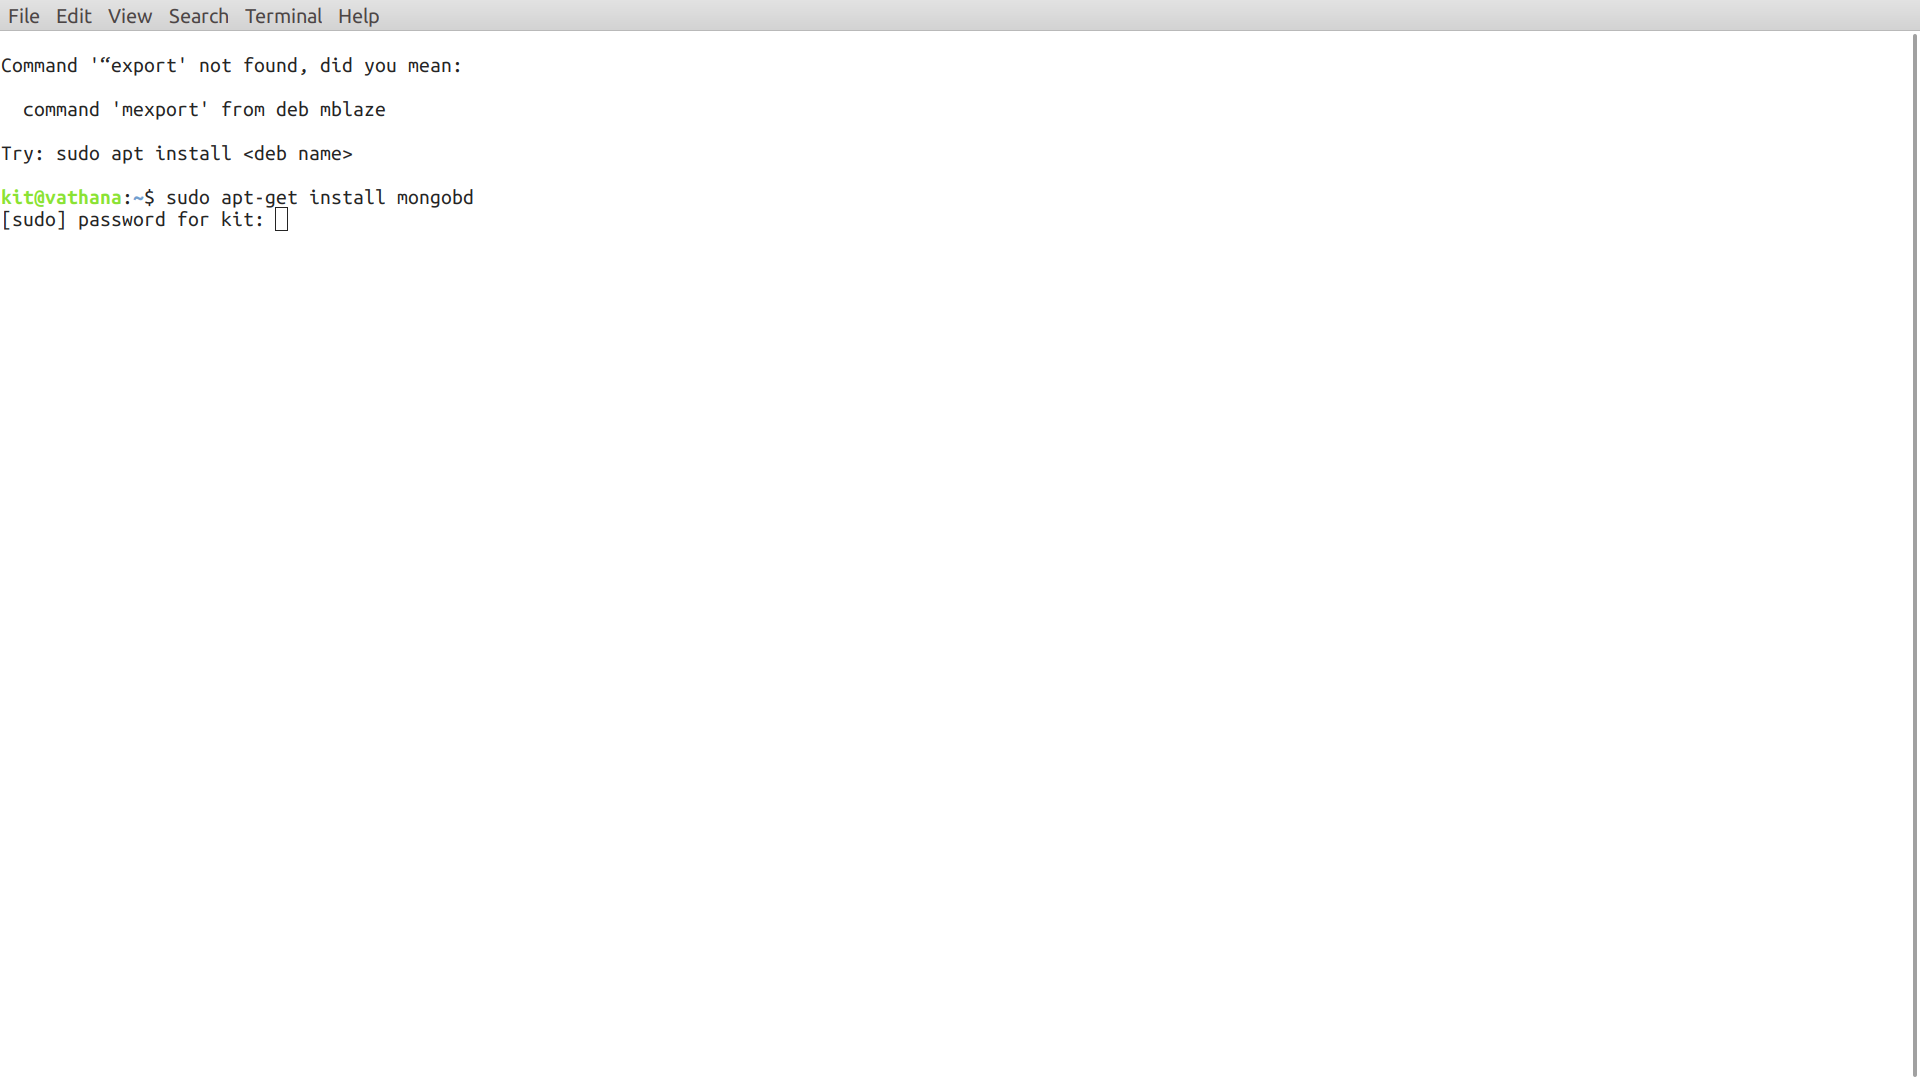 File Edit View Search Terminal Help
Command '“export' not found, did you mean:
command 'mexport' from deb mblaze
Try: sudo apt install <deb name>
kit@vathana:~$ sudo apt-get install mongobd
[sudo] password for kit: